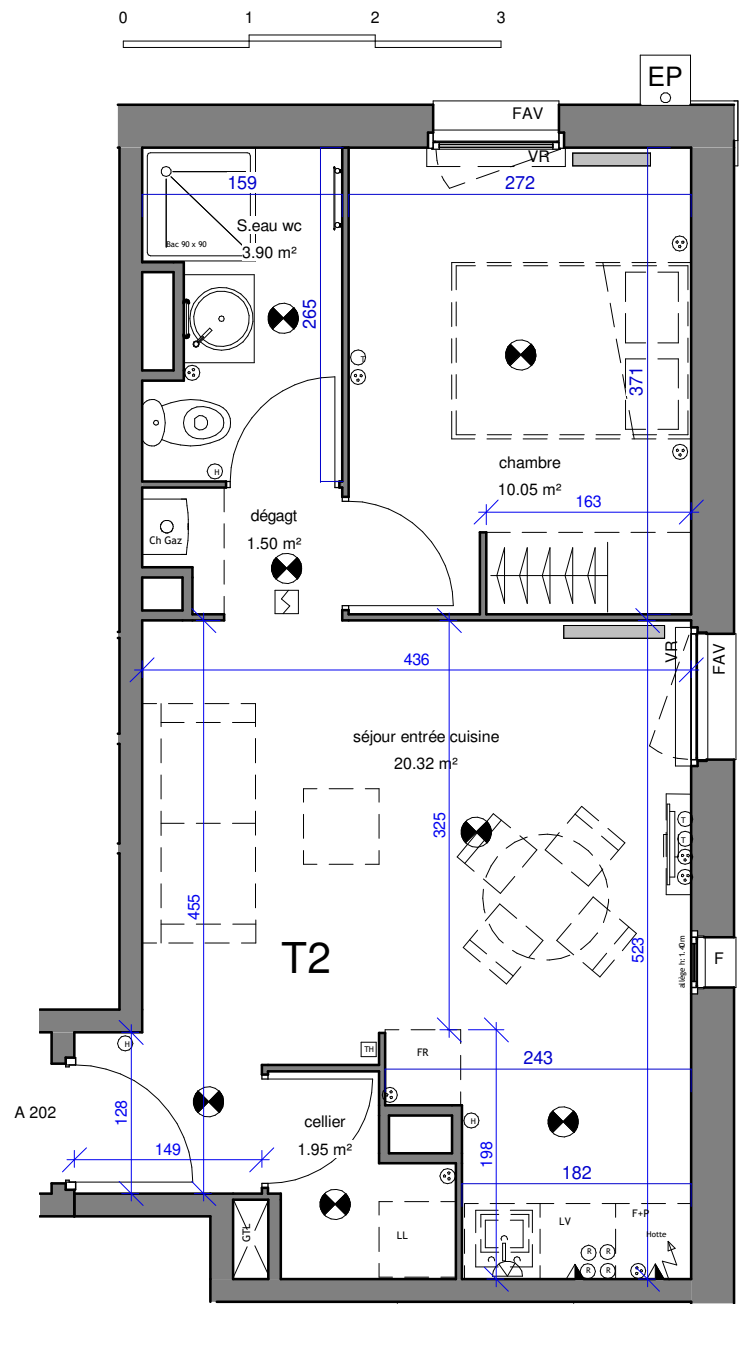 0 1 2 3
EP
FAV
VR
159
272
S.eau wc
3.90 m²
Bac 90 x 90
265
T
371
chambre
10.05 m²
H
163
dégagt
1.50 m²
Ch Gaz
436
VR
FAV
séjour entrée cuisine
20.32 m²
325
T
T
455
523
T2
allège h: 1.40m
F
H
TH
FR
243
A 202
128
cellier
1.95 m²
H
149
198
182
GTL
LL
LV
F+P
Hotte
R R
R R